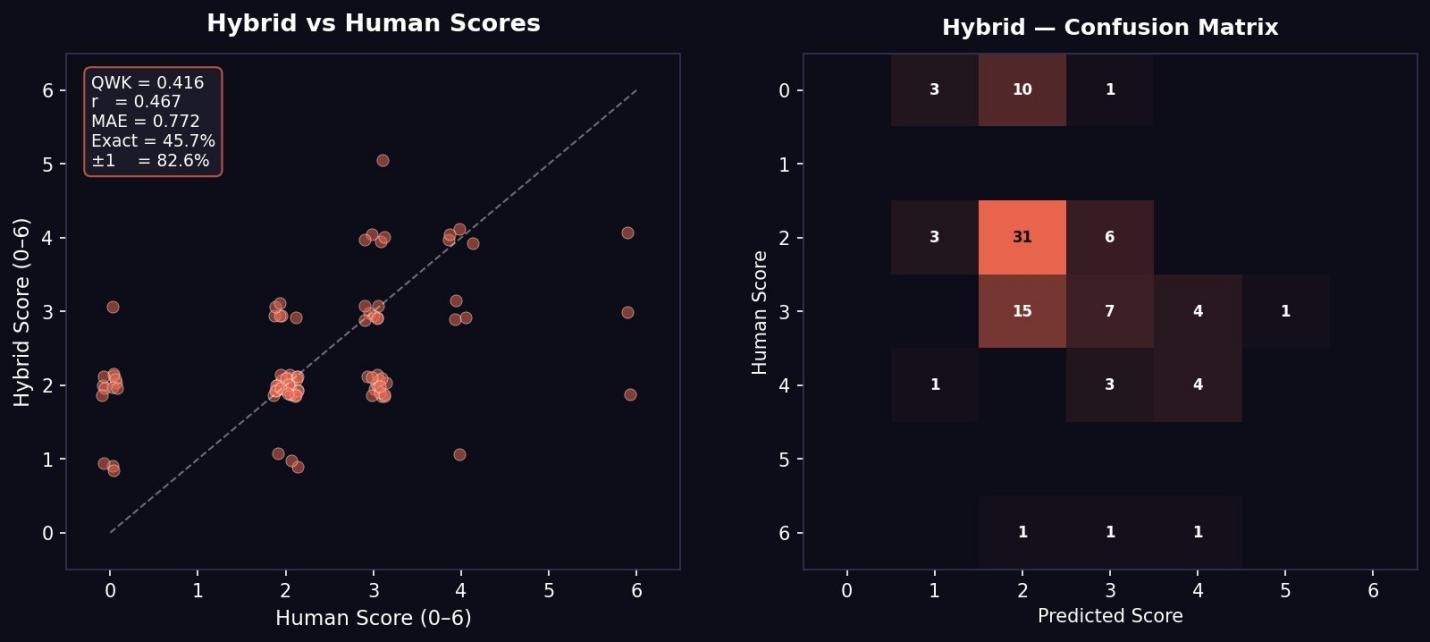 Hybrid vs Human Scores
QWK = 0.416
r = 0.467
MAE = 0.772
Exact = 45.7%
±1 = 82.6%
Hybrid Score (0–6)
6
5
4
3
2
1
0
0 1 2 3 4 5 6
Human Score (0–6)
Hybrid — Confusion Matrix
Human Score
0 3 10 1
1
2 3 31 6
3 15 7 4 1
4 1 3 4
5
6 1 1 1
0 1 2 3 4 5 6
Predicted Score